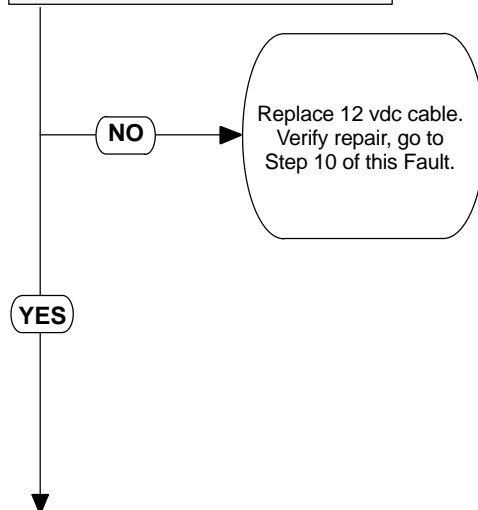 NO
Replace 12 vdc cable.
Verify repair, go to
Step 10 of this Fault.
YES